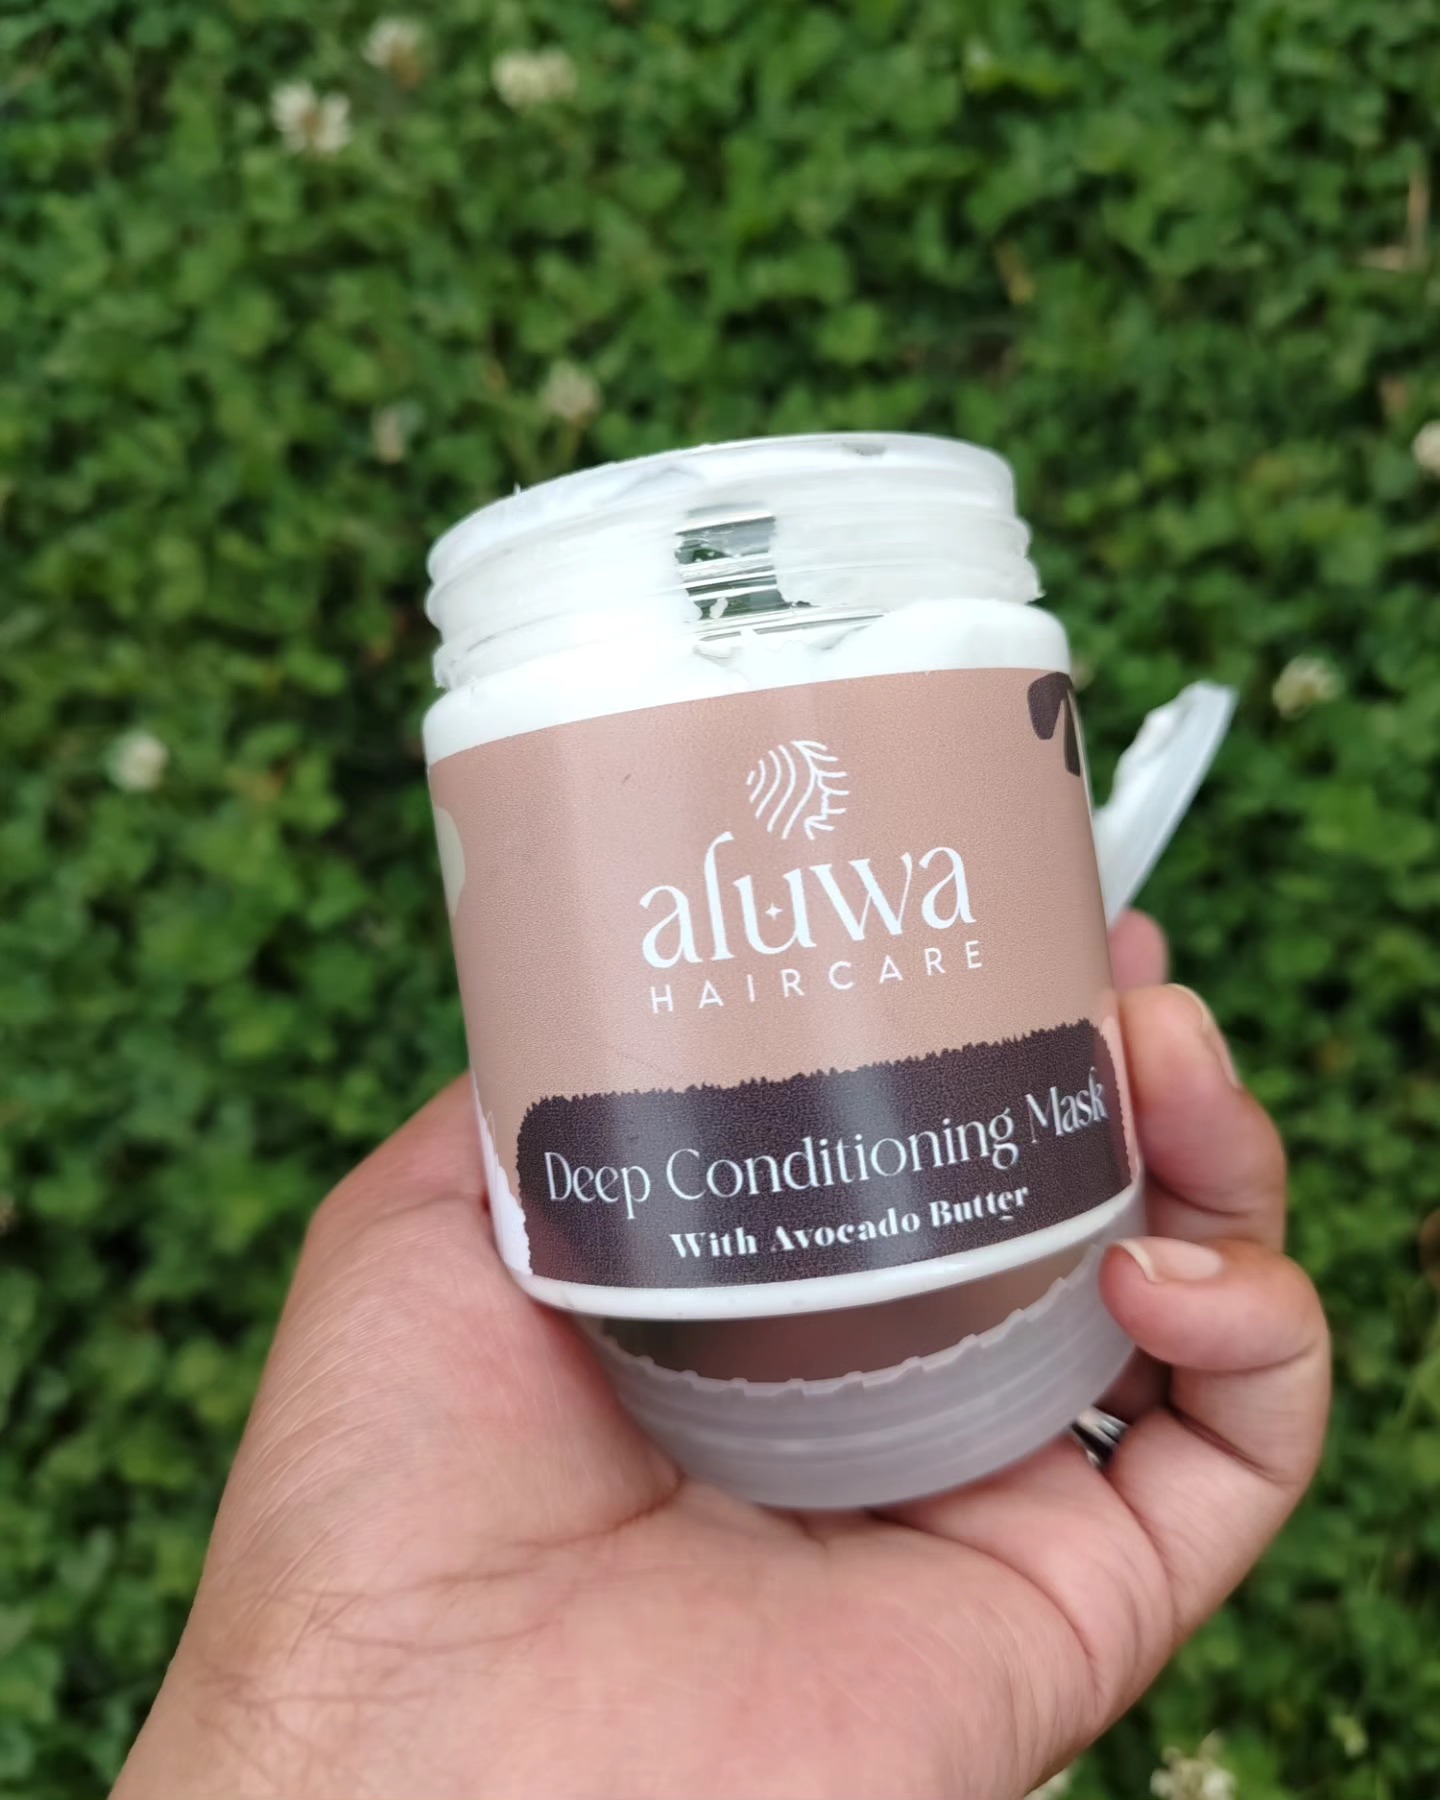 aluwa
HAIRCARE
Deep Conditioning Mask
With Avocado Butter